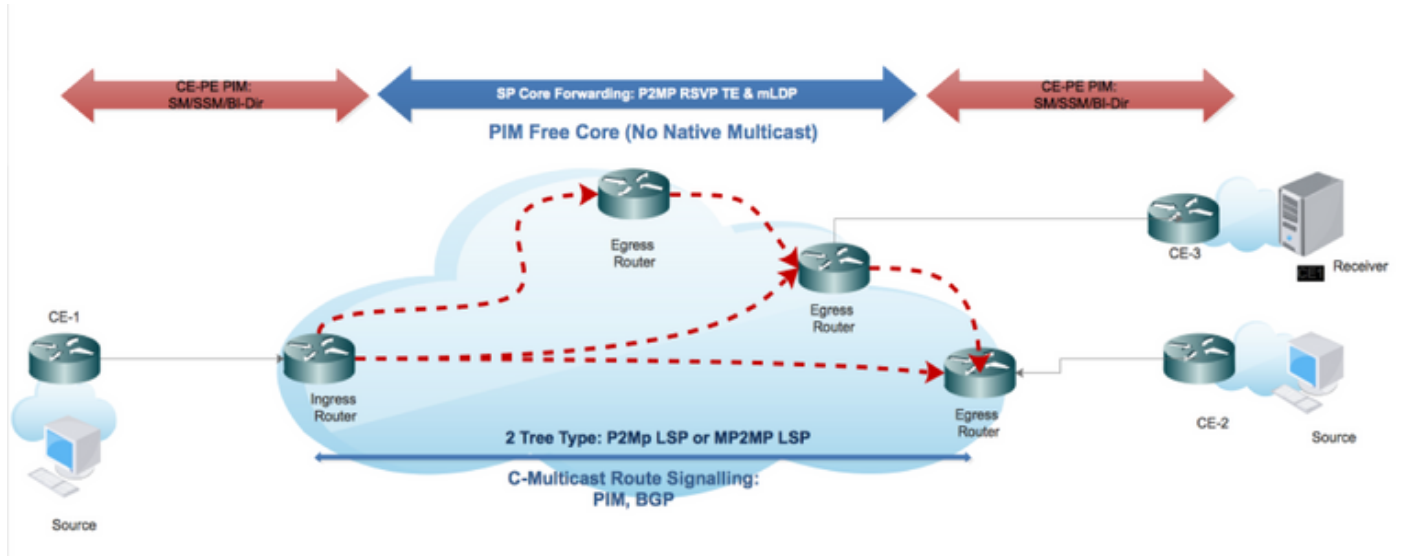 CE-PE PIM:
SM/SSM/BI-Dir
SP Core Forwarding: P2MP RSVP TE & mLDP
CE-PE PIM:
SM/SSM/BI-Dir
PIM Free Core (No Native Multicast)
Egress
Router
CE-3
CE1
Receiver
Egress
Router
CE-1
Ingress
Router
Egress
Router
CE-2
Source
2 Tree Type: P2Mp LSP or MP2MP LSP
C-Multicast Route Signalling:
PIM, BGP
Source